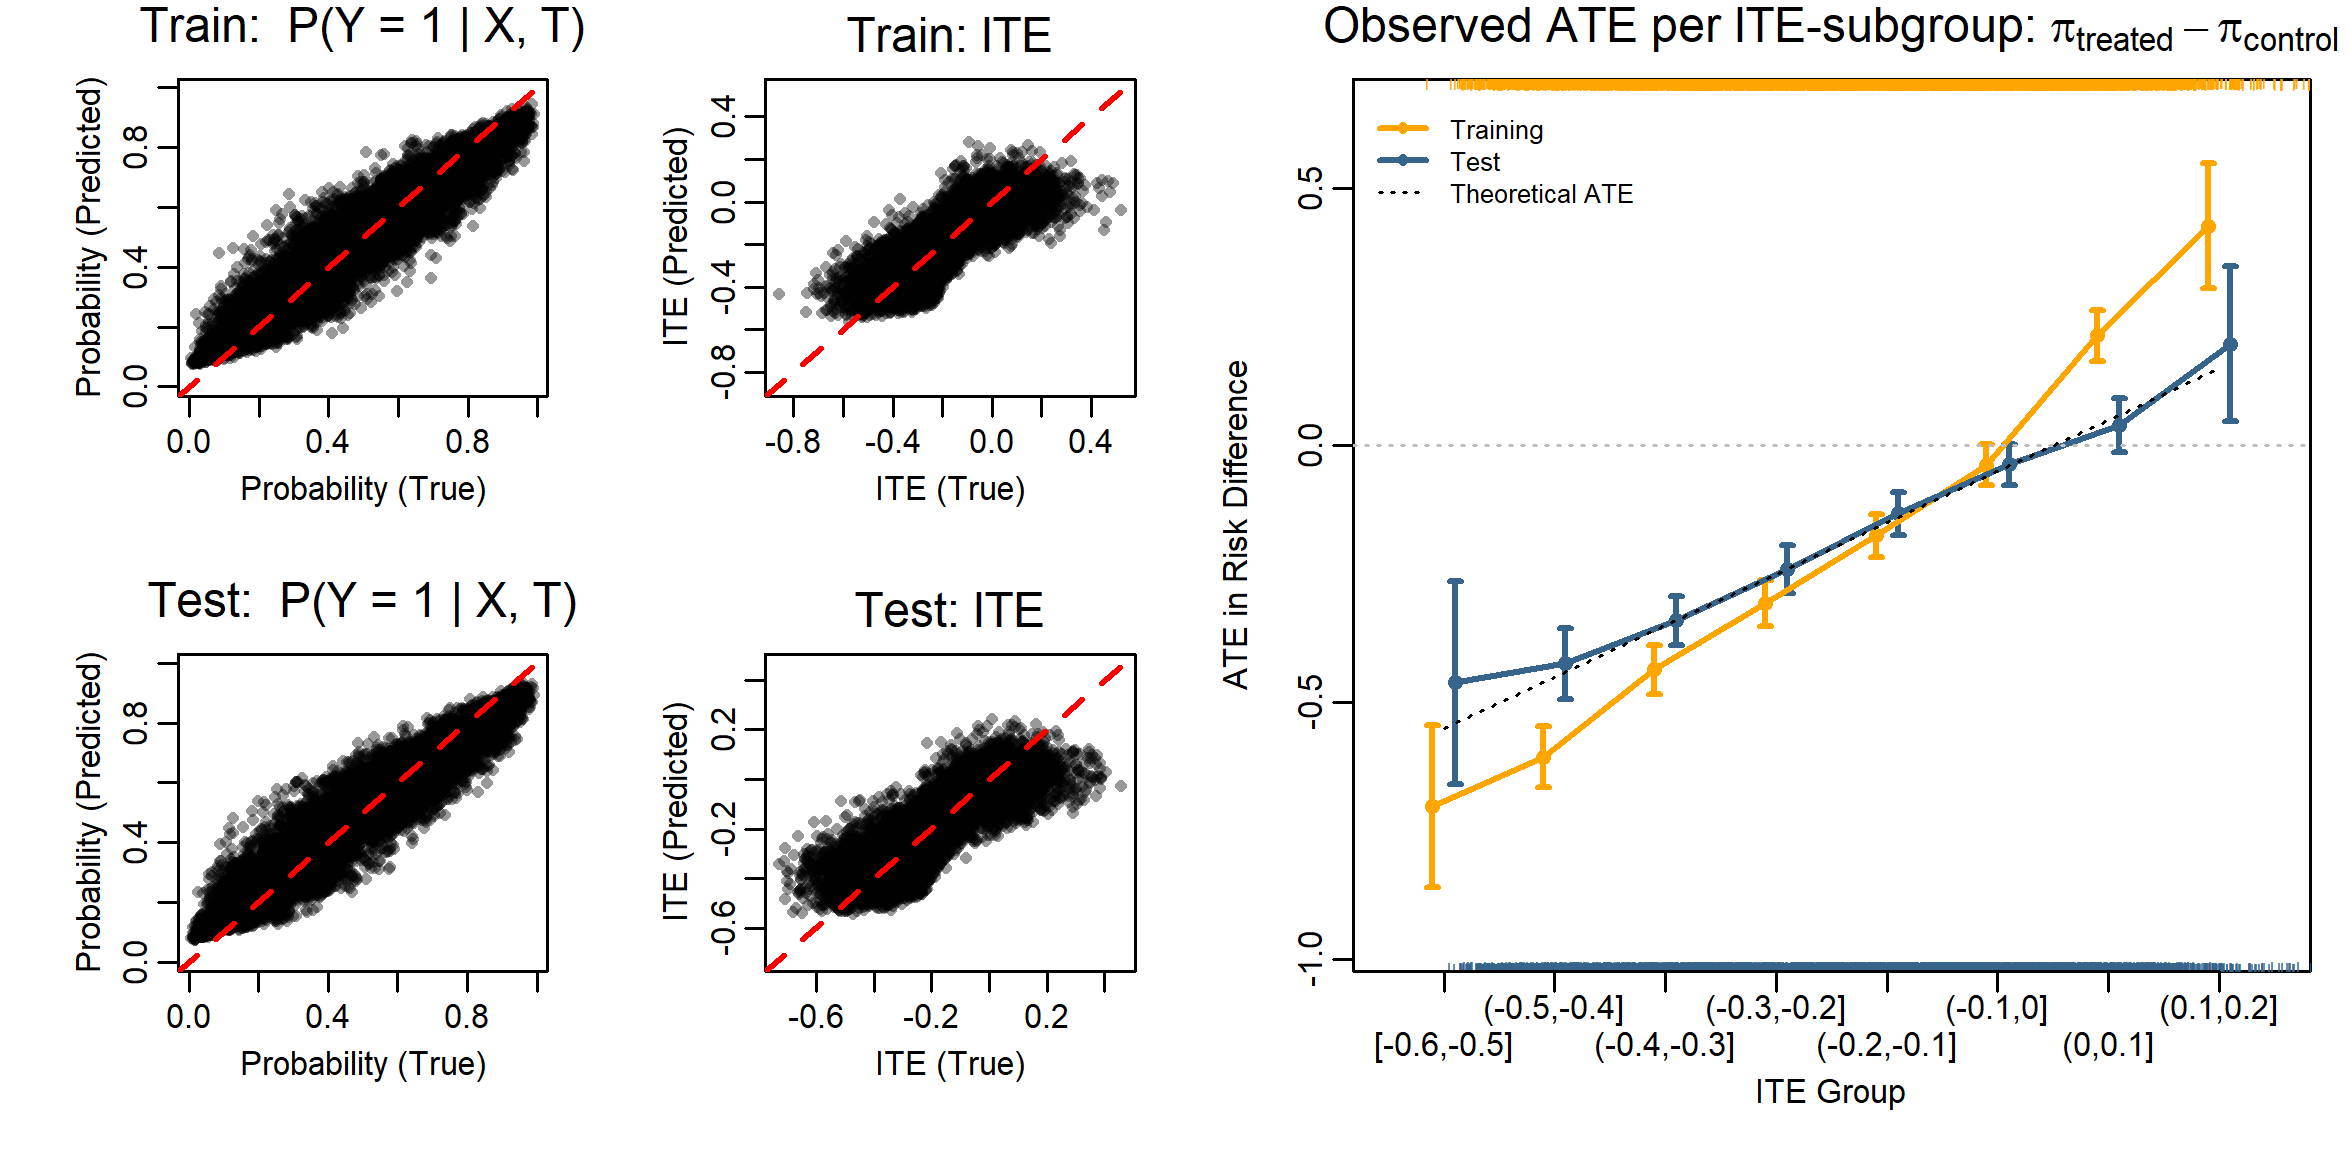 Train:  P(Y = 1 | X, T)
Probability (Predicted)
0.0 0.4 0.8
0.0 0.4 0.8
Probability (True)
Train: ITE
ITE (Predicted)
-0.8 -0.4 0.0 0.4
-0.8 -0.4 0.0 0.4
ITE (True)
Test:  P(Y = 1 | X, T)
Probability (Predicted)
0.0 0.4 0.8
0.0 0.4 0.8
Probability (True)
Test: ITE
ITE (Predicted)
-0.6 -0.2 0.2
-0.6 -0.2 0.2
ITE (True)
Observed ATE per ITE-subgroup: πtreated − πcontrol
Training
Test
Theoretical ATE
ATE in Risk Difference
-1.0 -0.5 0.0 0.5
(-0.5,-0.4] (-0.3,-0.2] (-0.1,0] (0.1,0.2]
[-0.6,-0.5] (-0.4,-0.3] (-0.2,-0.1] (0,0.1]
ITE Group